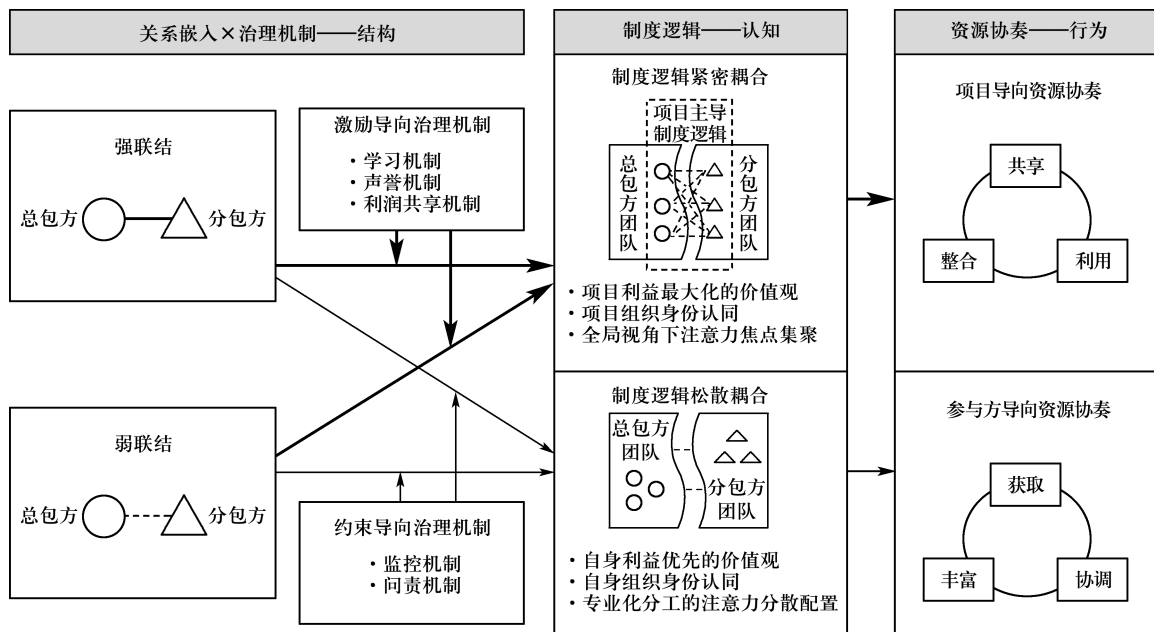 关系嵌入×治理机制——结构
强联结
总包方
分包方
激励导向治理机制
・学习机制
・声誉机制
・利润共享机制
弱联结
总包方
分包方
约束导向治理机制
・监控机制
・问责机制
制度逻辑——认知
制度逻辑紧密耦合
项目主导
制度逻辑
总包方团队
分包方团队
・项目利益最大化的价值观
・项目组织身份认同
・全局视角下注意力焦点集聚
制度逻辑松散耦合
总包方
团队
分包方
团队
・自身利益优先的价值观
・自身组织身份认同
・专业化分工的注意力分散配置
资源协奏——行为
项目导向资源协奏
共享
整合
利用
参与方导向资源协奏
获取
丰富
协调